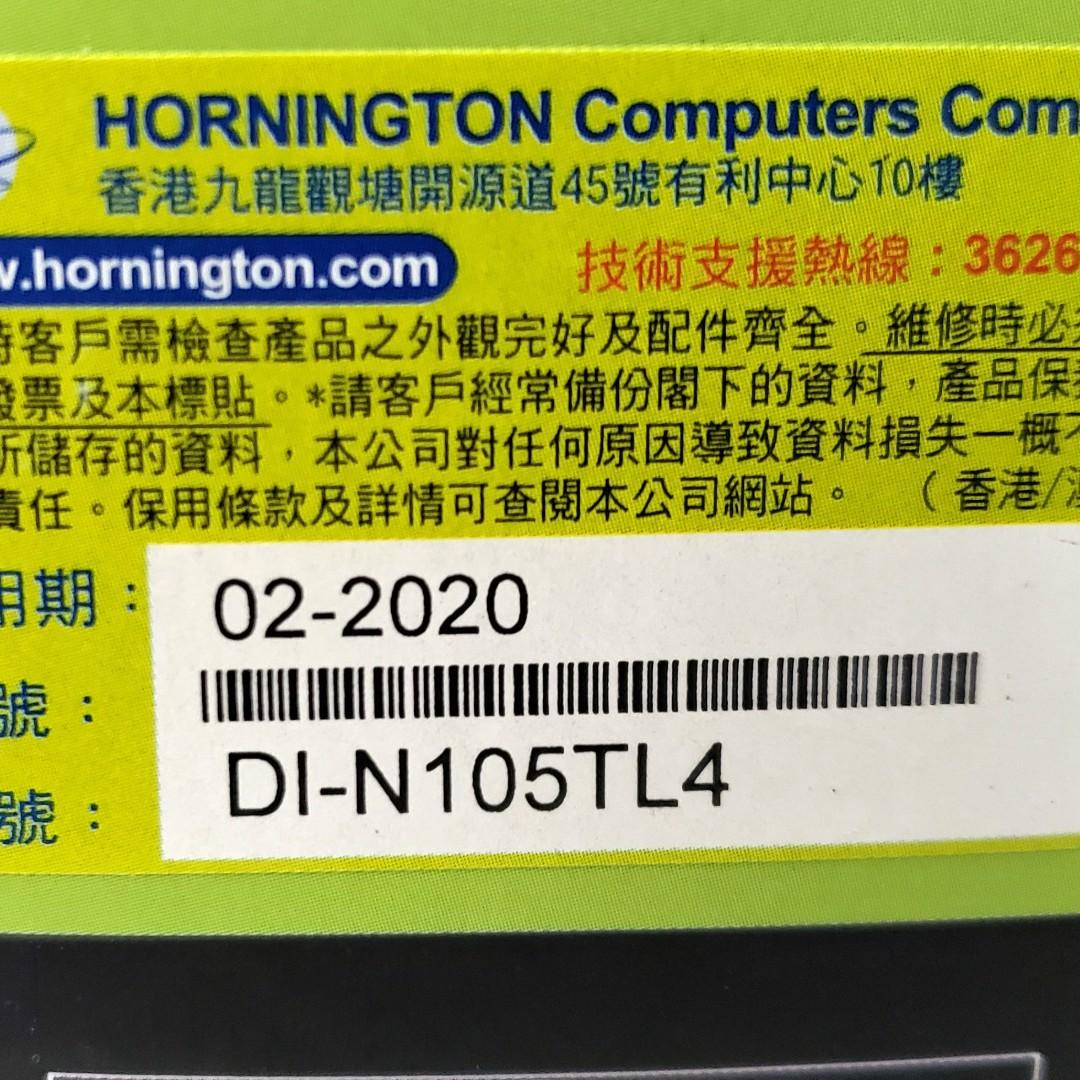 HORNINGTON Computers Com
香港九龍觀塘開源道45號有利中心10樓
w.hornington.com
技術支援熱線：3626
時客戶需檢查產品之外觀完好及配件齊全。維修時必
發票及本標貼。*請客戶經常備份閣下的資料，產品保
所儲存的資料，本公司對任何原因導致資料損失一概不
責任。保用條款及詳情可查閱本公司網站。（香港/
用期：
02-2020
號：
DI-N105TL4
號：